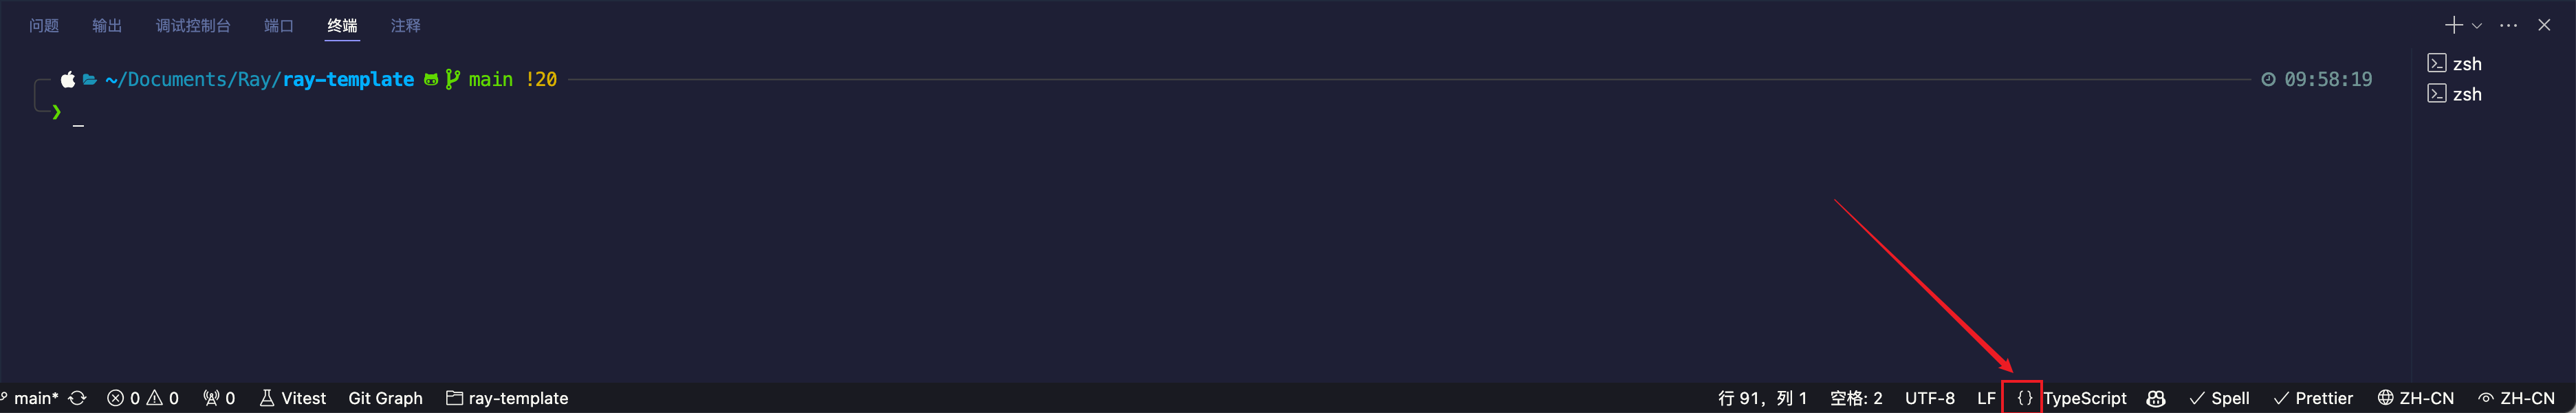 问题 输出 调试控制台 端口 终端 注释
~/Documents/Ray/ray-template main !20 09:58:19
❯ _
zsh
zsh
main* 0 0 0 Vitest Git Graph ray-template 行 91，列 1 空格: 2 UTF-8 LF {} TypeScript Spell Prettier ZH-CN ZH-CN